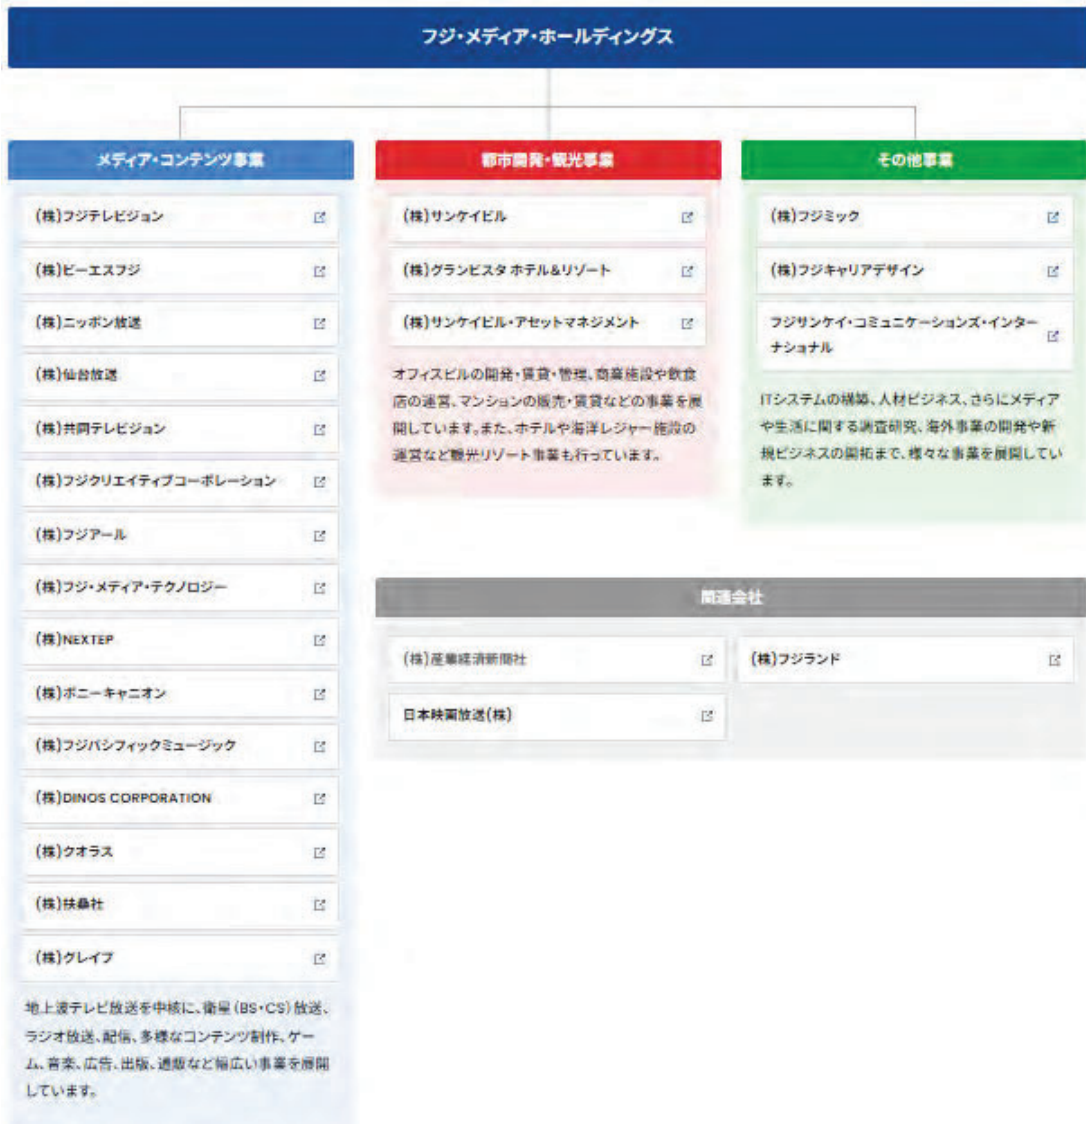 フジ・メディア・ホールディングス
メディア・コンテンツ事業
(株)フジテレビジョン
(株)ビーエスフジ
(株)ニッポン放送
(株)仙台放送
(株)共同テレビジョン
(株)フジクリエイティブコーポレーション
(株)フジアール
(株)フジ・メディア・テクノロジー
(株)NEXTEP
(株)ポニーキャニオン
(株)フジパシフィックミュージック
(株)DINOS CORPORATION
(株)クオラス
(株)扶桑社
(株)グレイプ
地上波テレビ放送を中核に、衛星(BS・CS)放送、
ラジオ放送、配信、多様なコンテンツ制作、ゲー
ム、音楽、広告、出版、通販など幅広い事業を展開
しています。
都市開発・観光事業
(株)サンケイビル
(株)グランビスタ ホテル&リゾート
(株)サンケイビル・アセットマネジメント
オフィスビルの開発・賃貸・管理、商業施設や飲食
店の運営、マンションの販売・賃貸などの事業を展
開しています。また、ホテルや海洋レジャー施設の
運営など観光リゾート事業も行っています。
その他事業
(株)フジミック
(株)フジキャリアデザイン
フジサンケイ・コミュニケーションズ・インター
ナショナル
ITシステムの構築、人材ビジネス、さらにメディア
や生活に関する調査研究、海外事業の開発や新
規ビジネスの開拓まで、様々な事業を展開してい
ます。
関連会社
(株)産業経済新聞社
(株)フジランド
日本映画放送(株)